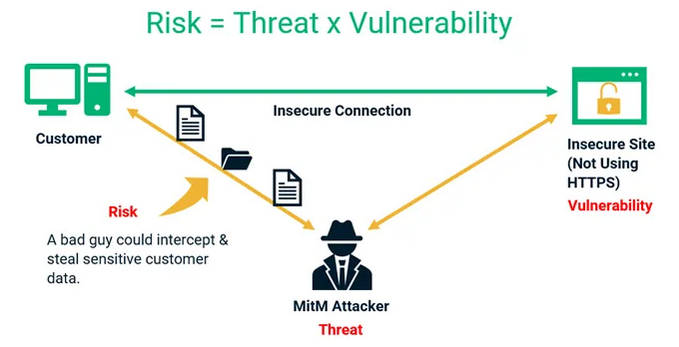 Risk = Threat x Vulnerability
Insecure Connection
Customer
Insecure Site
(Not Using
HTTPS)
Vulnerability
Risk
A bad guy could intercept &
steal sensitive customer
data.
MitM Attacker
Threat